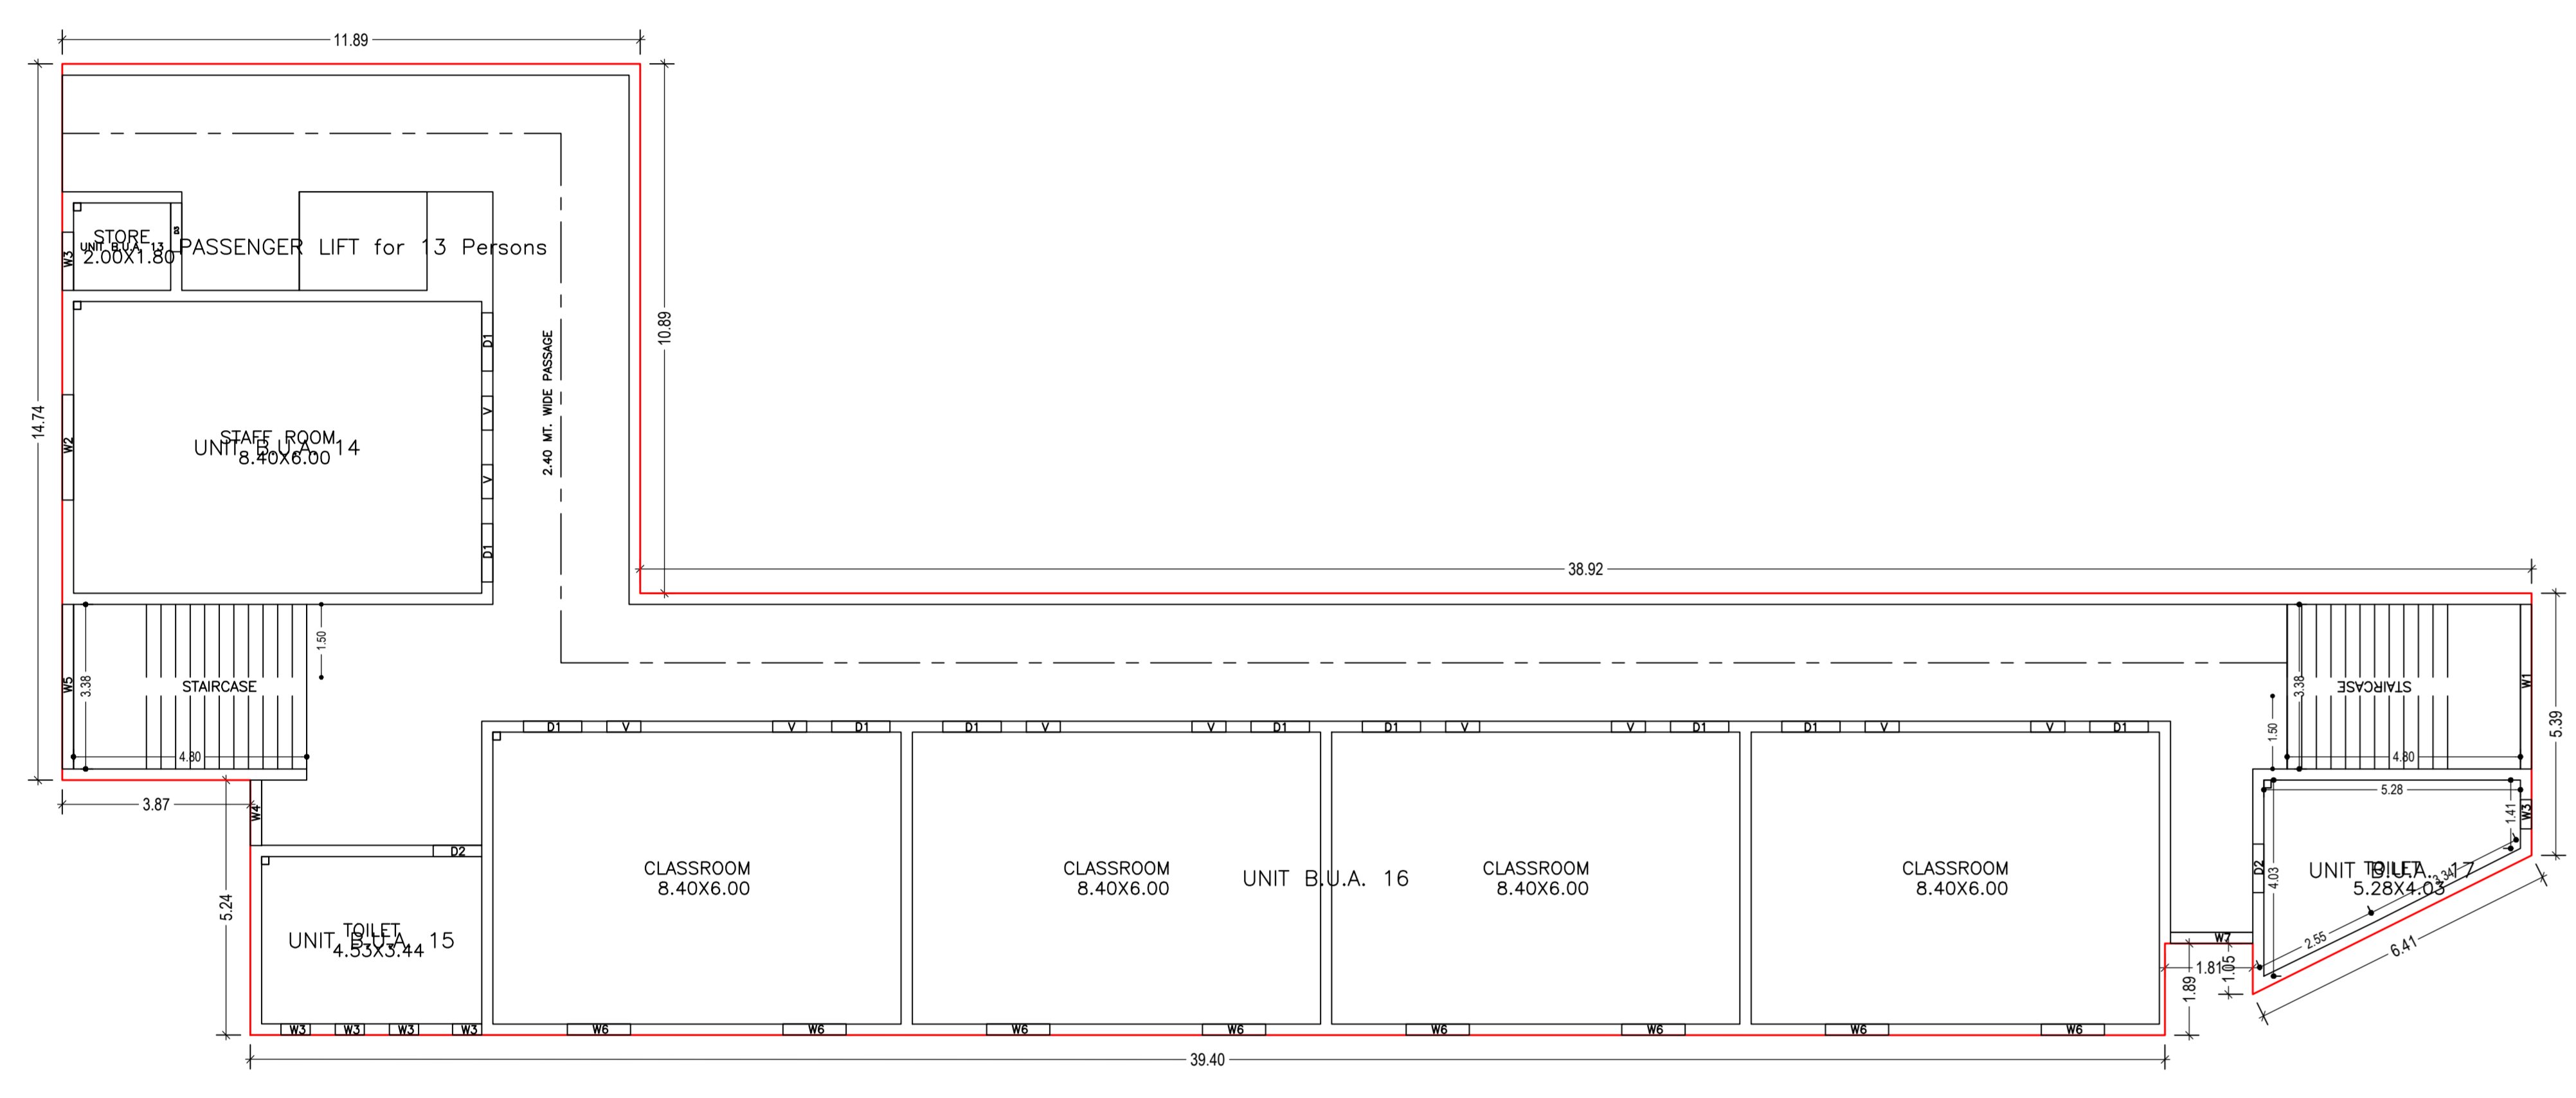 11.89
14.74
10.89
STORE
UNIT B.U.A. 13
2.00X1.80
D3
W3
PASSENGER LIFT for 13 Persons
D1
V
V
D1
W2
STAFF ROOM
UNIT B.U.A. 14
8.40X6.00
2.40 MT. WIDE PASSAGE
38.92
5.39
W5
3.38
STAIRCASE
1.50
4.80
3.38
STAIRCASE
1.50
4.80
W1
3.87
W4
5.24
D2
D1
V
V
D1
D1
V
V
D1
D1
V
V
D1
D1
V
V
D1
CLASSROOM
8.40X6.00
CLASSROOM
8.40X6.00
UNIT B.U.A. 16
CLASSROOM
8.40X6.00
CLASSROOM
8.40X6.00
TOILET
UNIT B.U.A. 15
4.53X3.44
5.28
1.41
W3
D2
4.03
TOILET
UNIT B.U.A. 17
5.28X4.03
3.34
2.55
6.41
W7
1.81
1.05
1.89
W3
W3
W3
W3
W6
W6
W6
W6
W6
W6
W6
W6
39.40